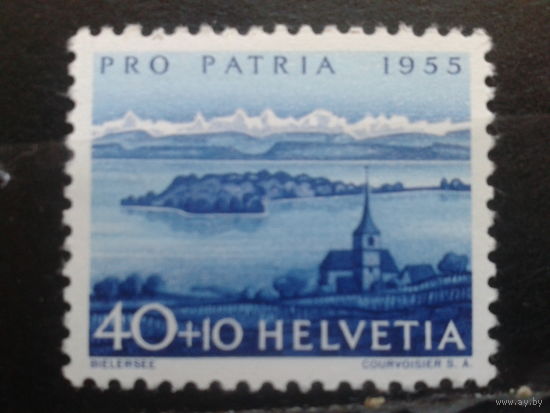 PRO PATRIA 1955
40+10 HELVETIA
BIELERSEE COURVOISIER S. A.
www.ay.by